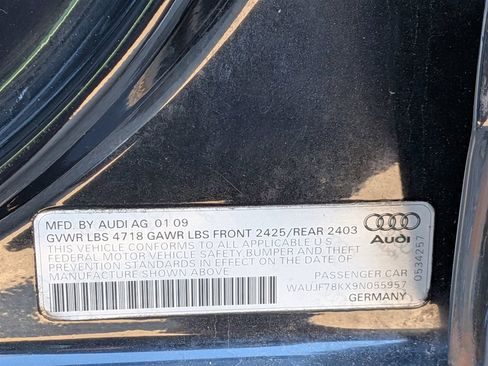 MFD. BY AUDI AG 01 09
GVWR LBS 4718 GAWR LBS FRONT 2425/REAR 2403
THIS VEHICLE CONFORMS TO ALL APPLICABLE U S
FEDERAL MOTOR VEHICLE SAFETY BUMPER AND THEFT
PREVENTION STANDARDS IN EFFECT ON THE DATE OF
MANUFACTURE SHOWN ABOVE
Audi
PASSENGER CAR
WAUJF78KX9N055957
GERMANY
0534257